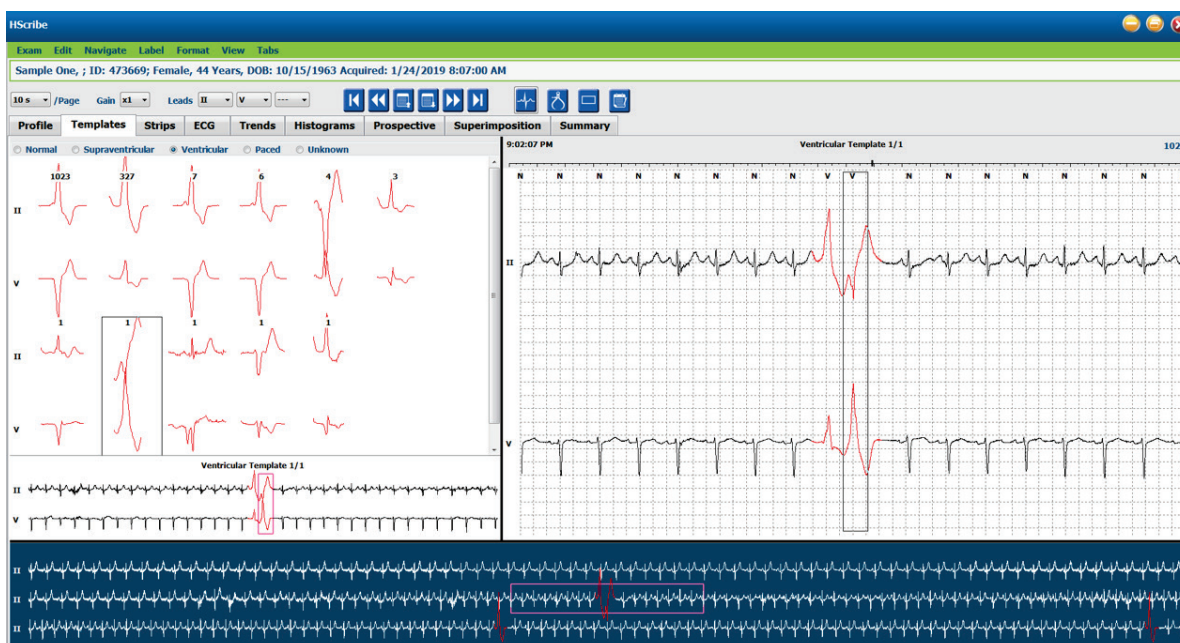 HScribe
Exam Edit Navigate Label Format View Tabs
Sample One, ; ID: 473669; Female, 44 Years, DOB: 10/15/1963 Acquired: 1/24/2019 8:07:00 AM
10 s /Page Gain x1 Leads II V ---
Profile Templates Strips ECG Trends Histograms Prospective Superimposition Summary
Normal Supraventricular Ventricular Paced Unknown
1023 327 7 6 4 3
II
V
1 1 1 1 1
II
V
Ventricular Template 1/1
II
V
9:02:07 PM Ventricular Template 1/1 102
N N N N N N N N V V N N N N N N N
II
V
II
II
II